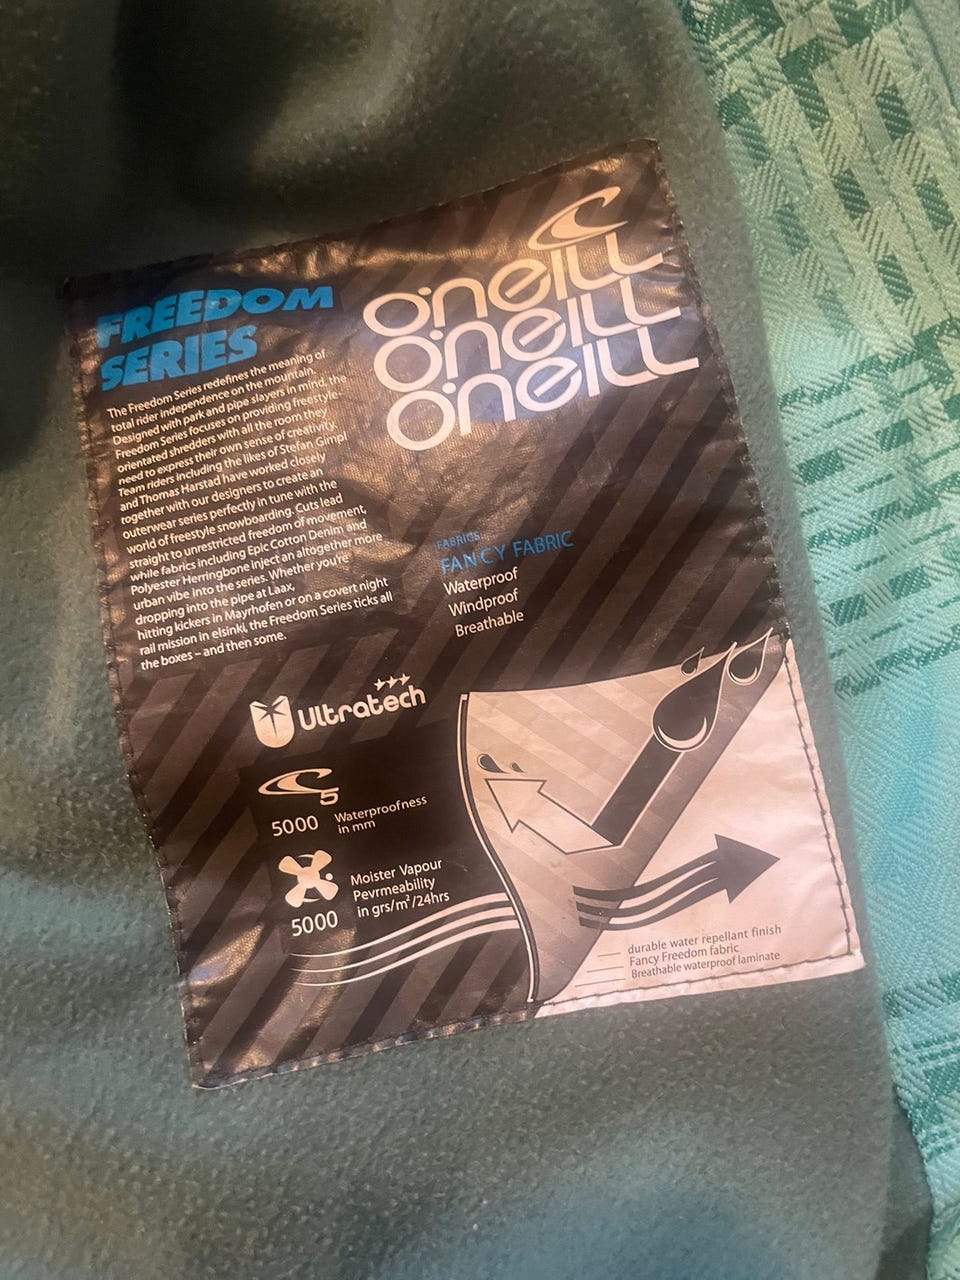 FREEDOM
SERIES
The Freedom Series redefines the meaning of
total rider independence on the mountain.
Designed with park and pipe slayers in mind, the
Freedom Series focuses on providing freestyle-
orientated shredders with all the room they
need to express their own sense of creativity.
Team riders including the likes of Stefan Gimpl
and Thomas Harstad have worked closely
together with our designers to create an
outerwear series perfectly in tune with the
world of freestyle snowboarding. Cuts lead
straight to unrestricted freedom of movement,
while fabrics including Epic Cotton Denim and
Polyester Herringbone inject an altogether more
urban vibe into the series. Whether you're
dropping into the pipe at Laax,
hitting kickers in Mayrhofen or on a covert night
rail mission in elsinki, the Freedom Series ticks all
the boxes – and then some.
O'NEILL
O'NEILL
O'NEILL
FABRICS
FANCY FABRIC
Waterproof
Windproof
Breathable
Ultratech
5
5000 Waterproofness
in mm
5000 Moister Vapour
Pevrmeability
in grs/m²/24hrs
durable water repellant finish
Fancy Freedom fabric
Breathable waterproof laminate